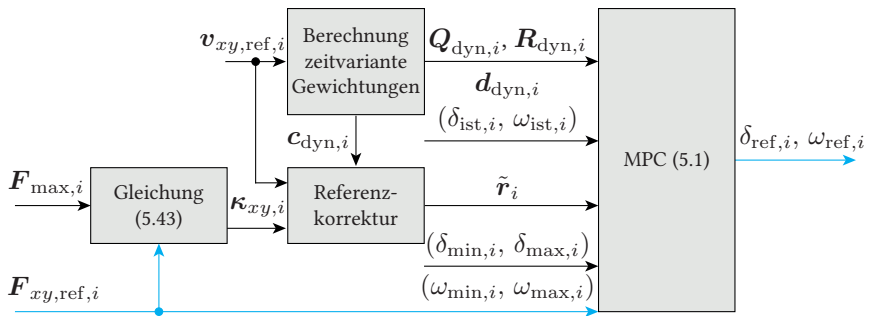 𝒗_{xy,ref,i}
Berechnung
zeitvariante
Gewichtungen
𝑸_{dyn,i}, 𝑹_{dyn,i}
𝒅_{dyn,i}
(δ_{ist,i}, ω_{ist,i})
𝒄_{dyn,i}
MPC (5.1)
δ_{ref,i}, ω_{ref,i}
𝑭_{max,i}
Gleichung
(5.43)
𝜿_{xy,i}
Referenz-
korrektur
r̃_i
(δ_{min,i}, δ_{max,i})
(ω_{min,i}, ω_{max,i})
𝑭_{xy,ref,i}